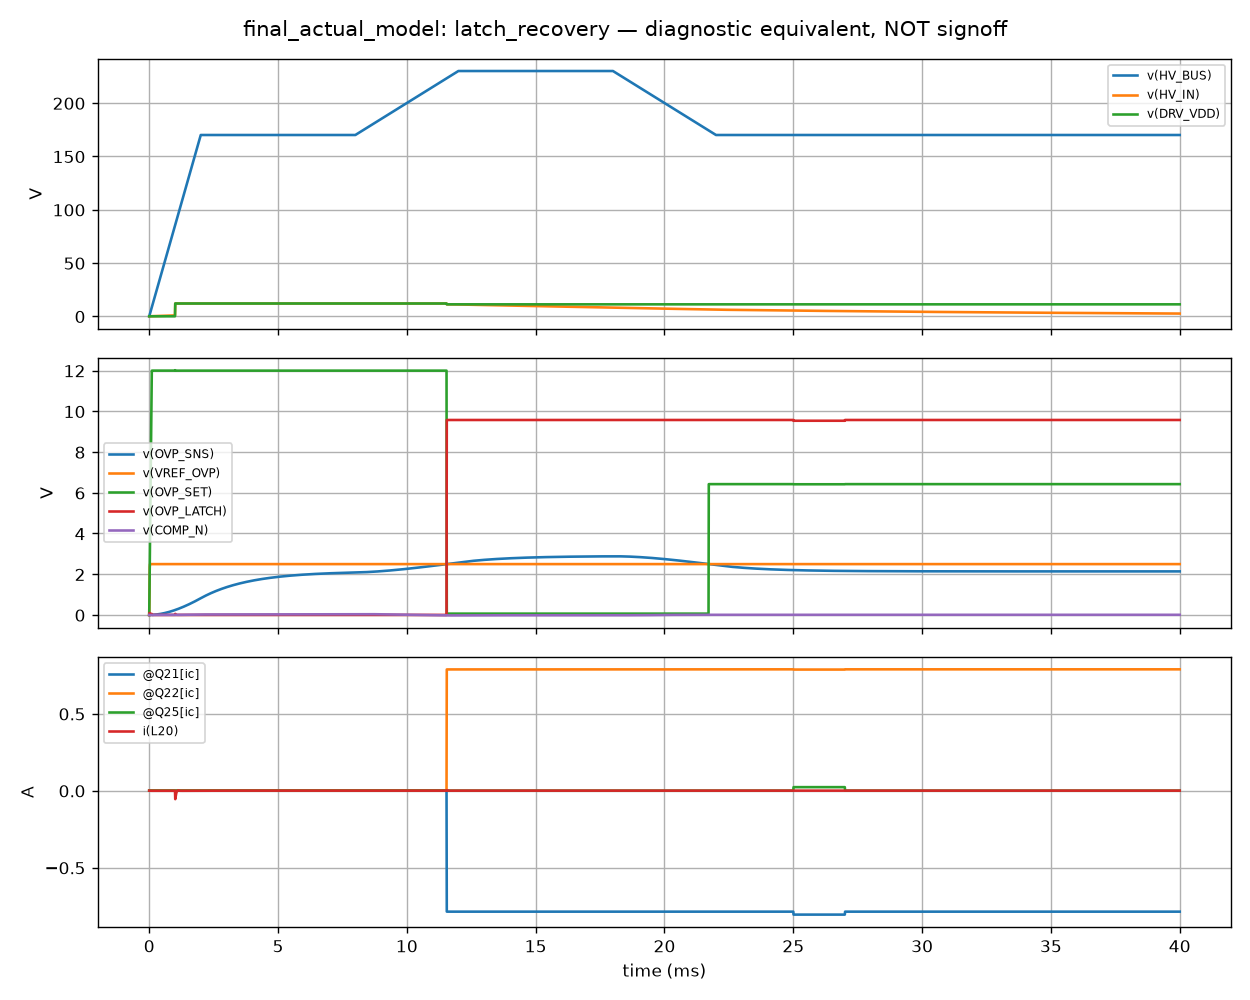 final_actual_model: latch_recovery — diagnostic equivalent, NOT signoff
200
150
100
50
0
V
v(HV_BUS)
v(HV_IN)
v(DRV_VDD)
12
10
8
6
4
2
0
V
v(OVP_SNS)
v(VREF_OVP)
v(OVP_SET)
v(OVP_LATCH)
v(COMP_N)
0.5
0.0
−0.5
A
@Q21[ic]
@Q22[ic]
@Q25[ic]
i(L20)
0 5 10 15 20 25 30 35 40
time (ms)